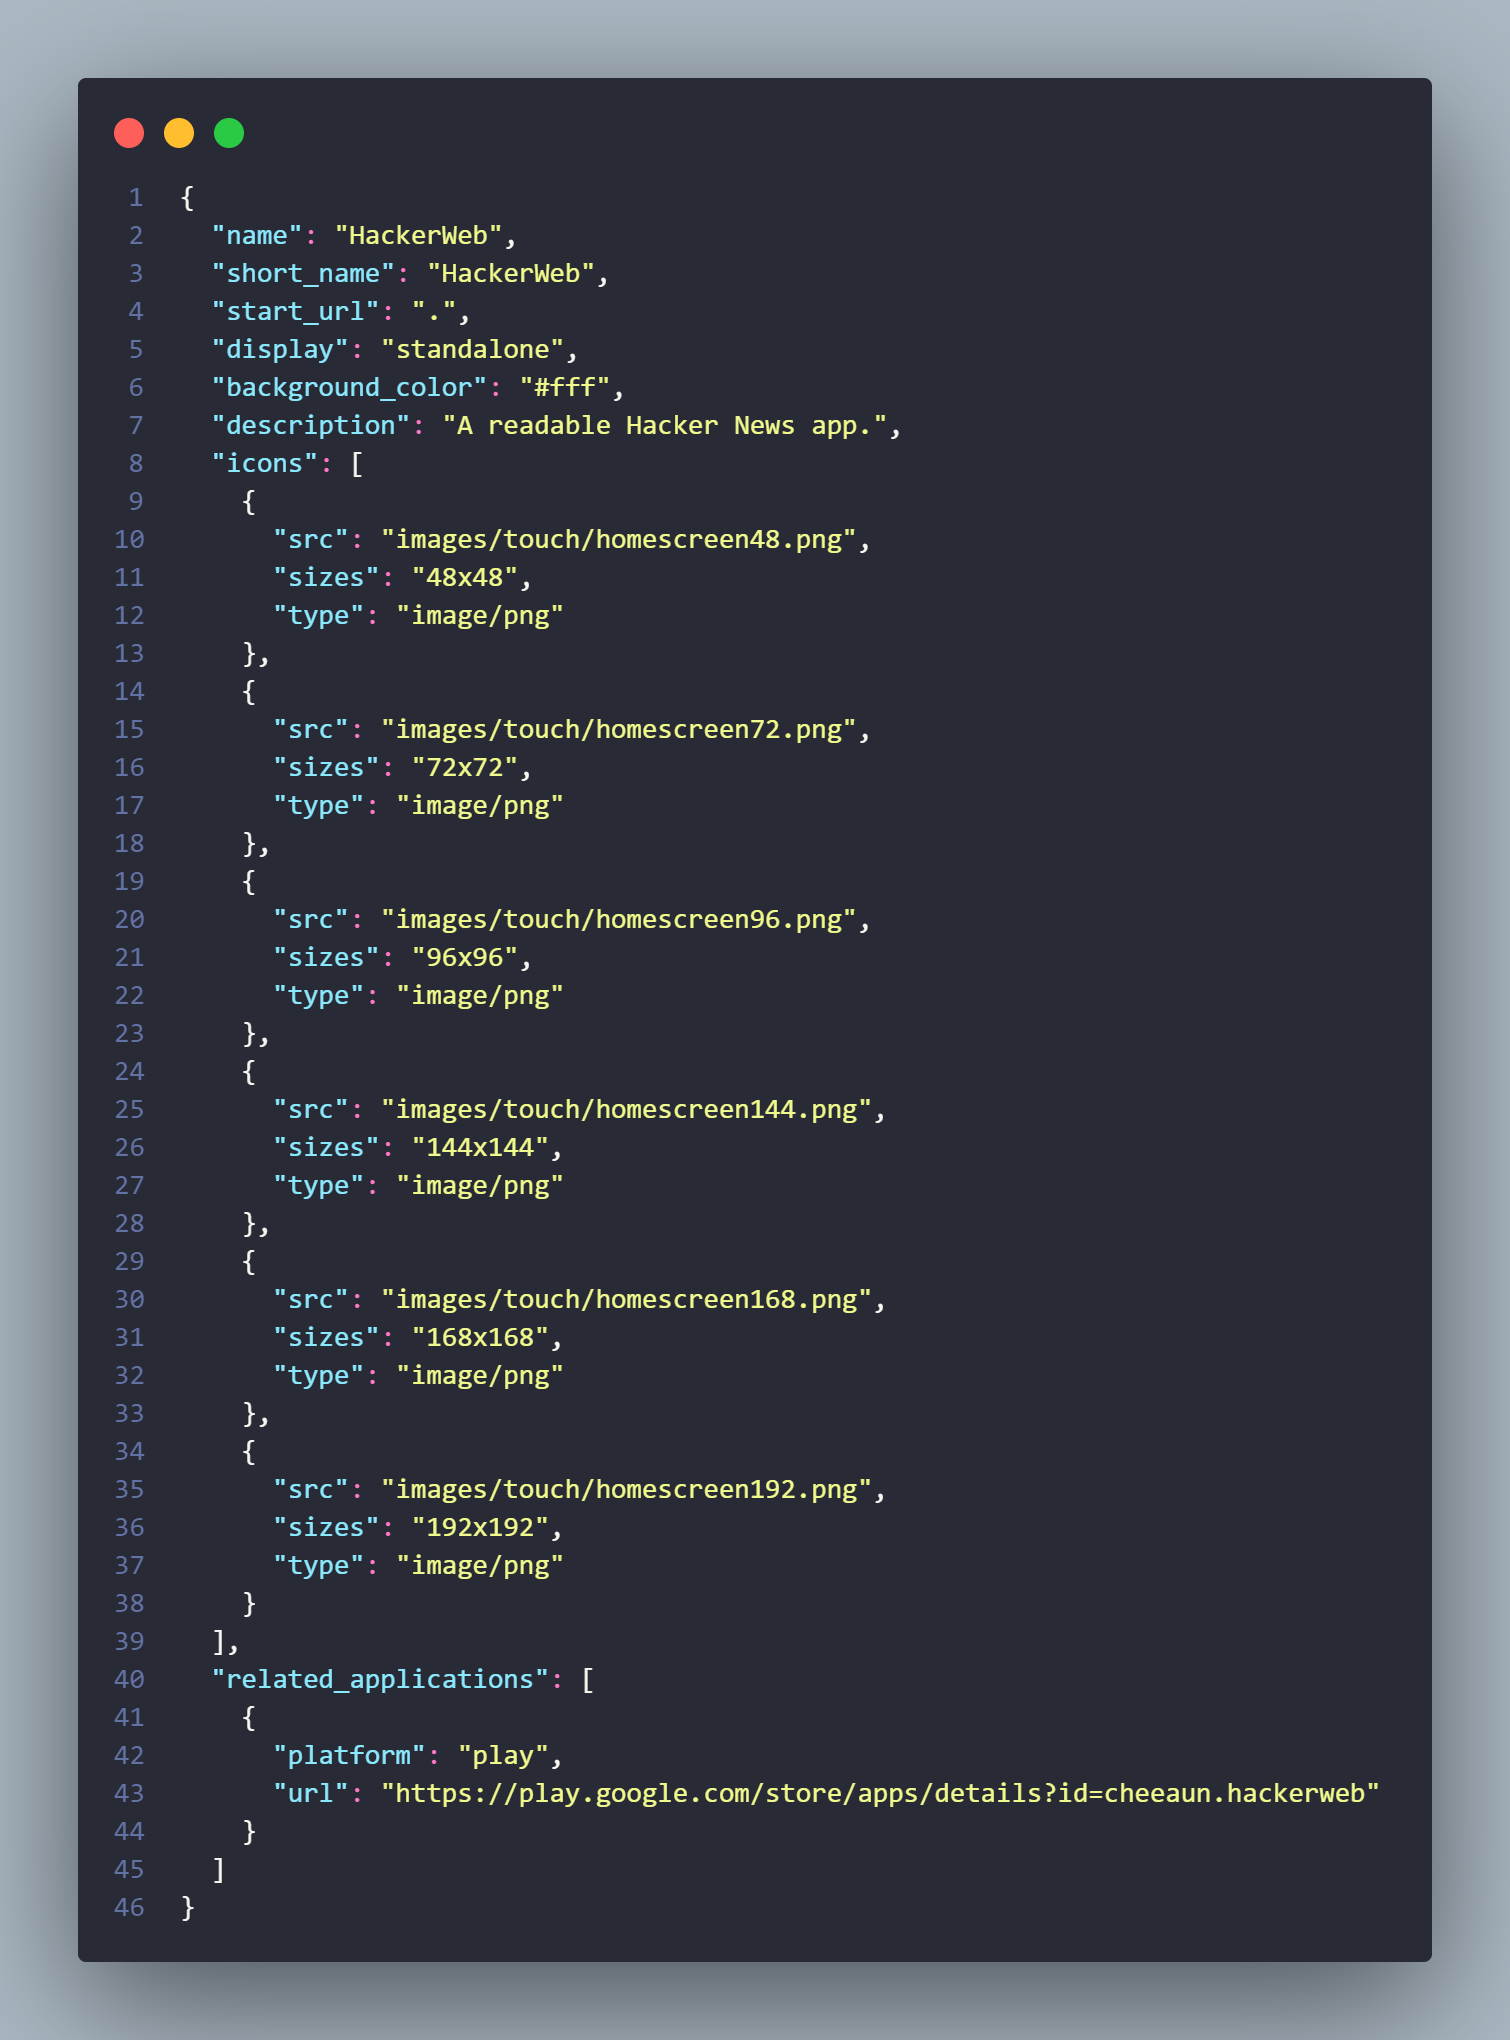 1 {
2   "name": "HackerWeb",
3   "short_name": "HackerWeb",
4   "start_url": ".",
5   "display": "standalone",
6   "background_color": "#fff",
7   "description": "A readable Hacker News app.",
8   "icons": [
9     {
10       "src": "images/touch/homescreen48.png",
11       "sizes": "48x48",
12       "type": "image/png"
13     },
14     {
15       "src": "images/touch/homescreen72.png",
16       "sizes": "72x72",
17       "type": "image/png"
18     },
19     {
20       "src": "images/touch/homescreen96.png",
21       "sizes": "96x96",
22       "type": "image/png"
23     },
24     {
25       "src": "images/touch/homescreen144.png",
26       "sizes": "144x144",
27       "type": "image/png"
28     },
29     {
30       "src": "images/touch/homescreen168.png",
31       "sizes": "168x168",
32       "type": "image/png"
33     },
34     {
35       "src": "images/touch/homescreen192.png",
36       "sizes": "192x192",
37       "type": "image/png"
38     }
39   ],
40   "related_applications": [
41     {
42       "platform": "play",
43       "url": "https://play.google.com/store/apps/details?id=cheeaun.hackerweb"
44     }
45   ]
46 }